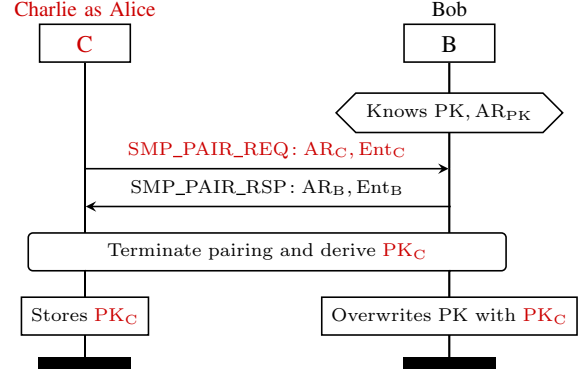 Charlie as Alice
Bob
C
B
Knows PK, AR_PK
SMP_PAIR_REQ: AR_C, Ent_C
SMP_PAIR_RSP: AR_B, Ent_B
Terminate pairing and derive PK_C
Stores PK_C
Overwrites PK with PK_C